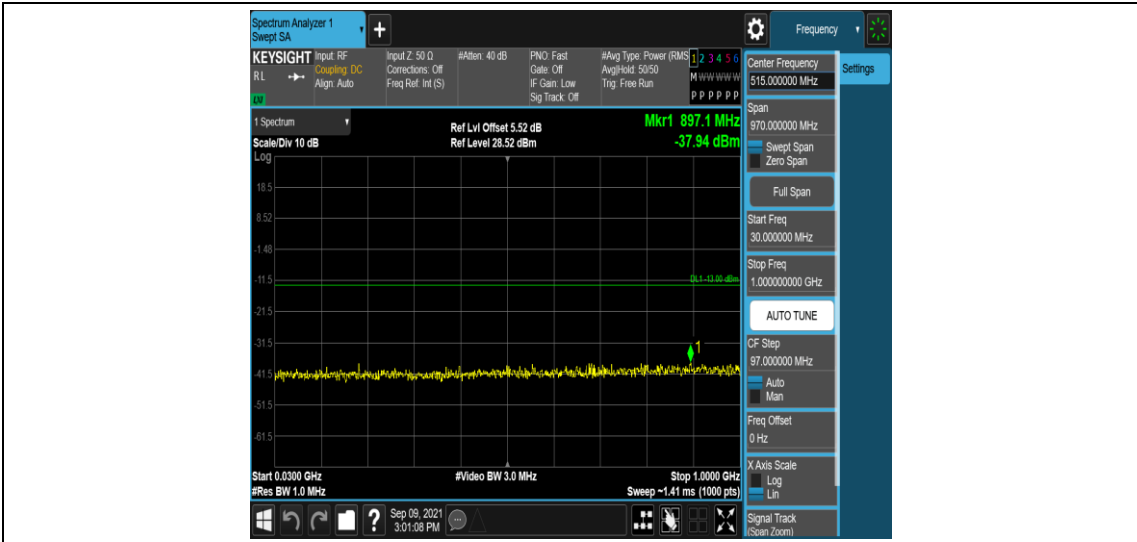 Spectrum Analyzer 1
Swept SA
+
Frequency
KEYSIGHT
RL
LXI
Input: RF
Coupling: DC
Align: Auto
Input Z: 50 Ω
Corrections: Off
Freq Ref: Int (S)
#Atten: 40 dB
PNO: Fast
Gate: Off
IF Gain: Low
Sig Track: Off
#Avg Type: Power (RMS
Avg|Hold: 50/50
Trig: Free Run
1 2 3 4 5 6
M W W W W W
P P P P P P
1 Spectrum
Scale/Div 10 dB
Ref Lvl Offset 5.52 dB
Ref Level 28.52 dBm
Mkr1 897.1 MHz
-37.94 dBm
Log
18.5
8.52
-1.48
-11.5
DL1 -13.00 dBm
-21.5
-31.5
1
-41.5
-51.5
-61.5
Start 0.0300 GHz
#Res BW 1.0 MHz
#Video BW 3.0 MHz
Stop 1.0000 GHz
Sweep ~1.41 ms (1000 pts)
?
Sep 09, 2021
3:01:08 PM
Center Frequency
515.000000 MHz
Settings
Span
970.000000 MHz
Swept Span
Zero Span
Full Span
Start Freq
30.000000 MHz
Stop Freq
1.000000000 GHz
AUTO TUNE
CF Step
97.000000 MHz
Auto
Man
Freq Offset
0 Hz
X Axis Scale
Log
Lin
Signal Track
(Span Zoom)